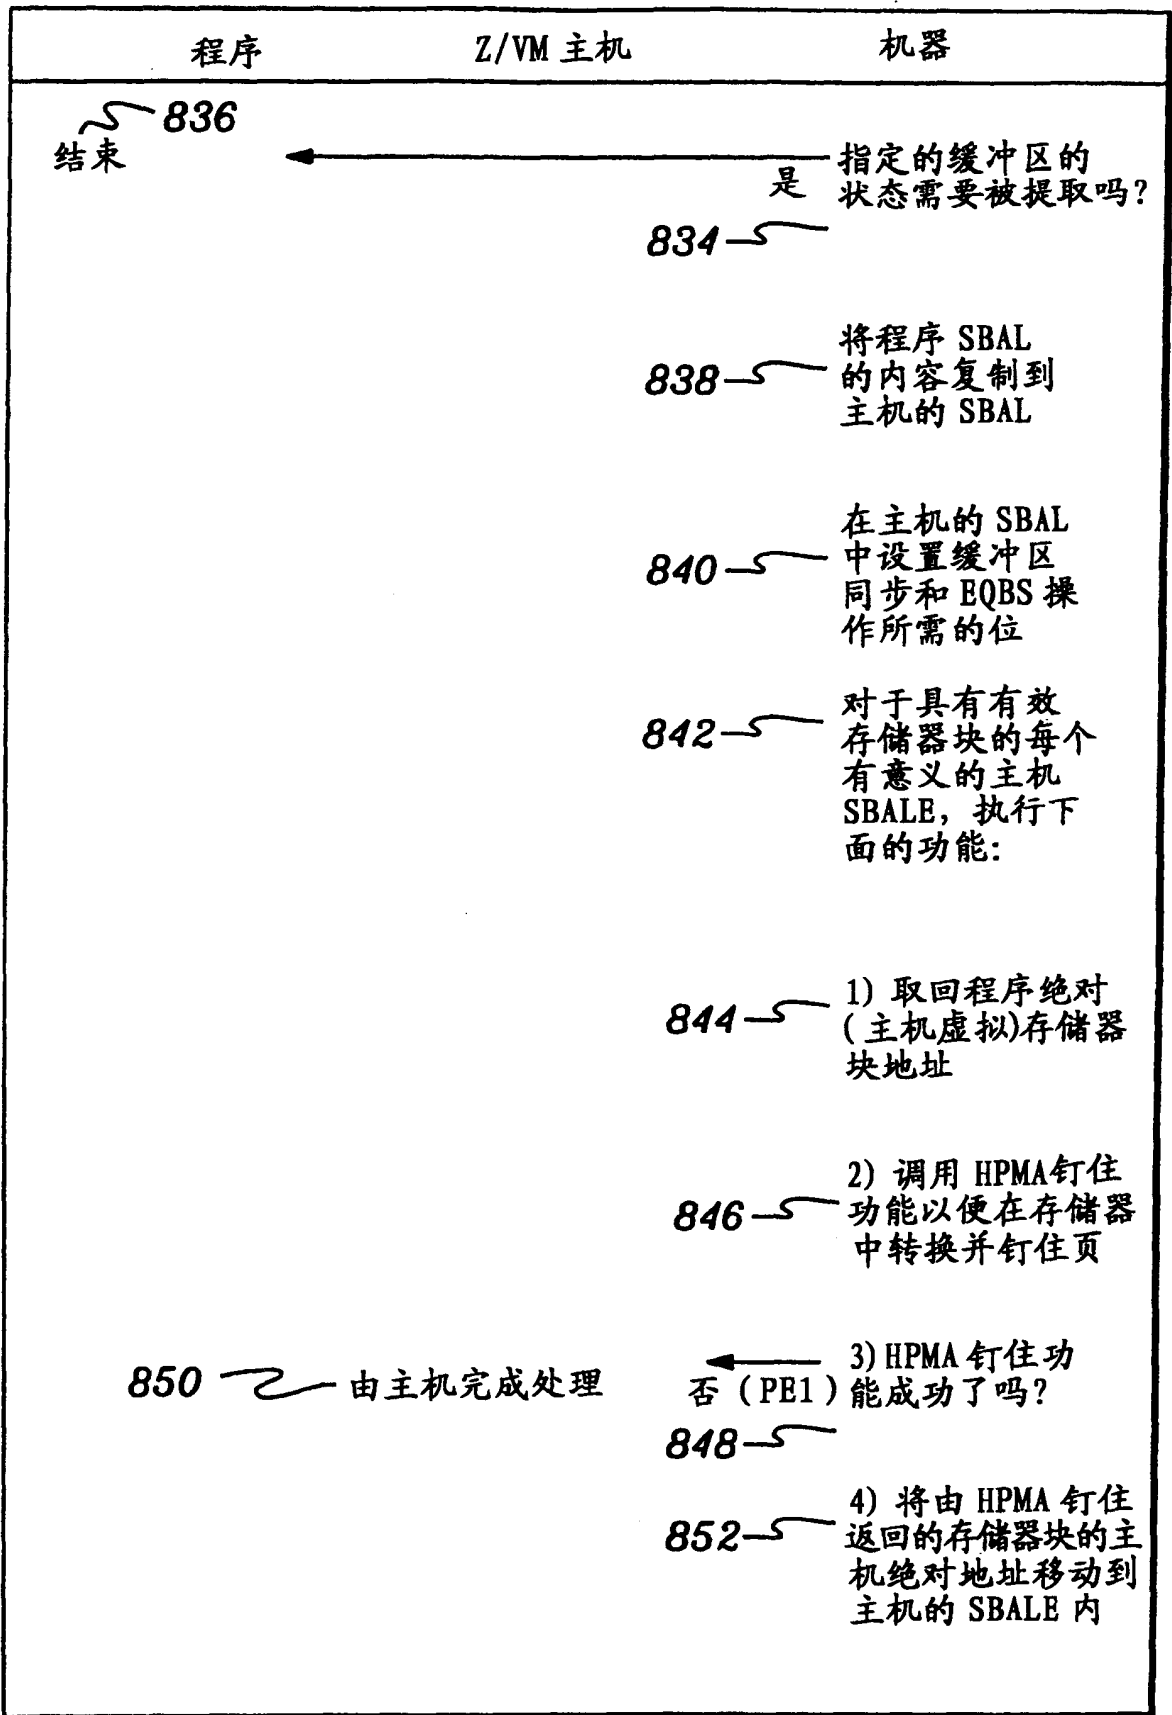 程序 Z/VM 主机 机器
836
结束
指定的缓冲区的
是 状态需要被提取吗?
834
将程序 SBAL
838 的内容复制到
主机的 SBAL
在主机的 SBAL
840 中设置缓冲区
同步和 EQBS 操
作所需的位
对于具有有效
842 存储器块的每个
有意义的主机
SBALE, 执行下
面的功能:
1) 取回程序绝对
844 (主机虚拟)存储器
块地址
2) 调用 HPMA钉住
846 功能以便在存储器
中转换并钉住页
3)HPMA 钉住功
850 由主机完成处理 否 (PE1) 能成功了吗?
848
4) 将由 HPMA 钉住
852 返回的存储器块的主
机绝对地址移动到
主机的 SBALE 内